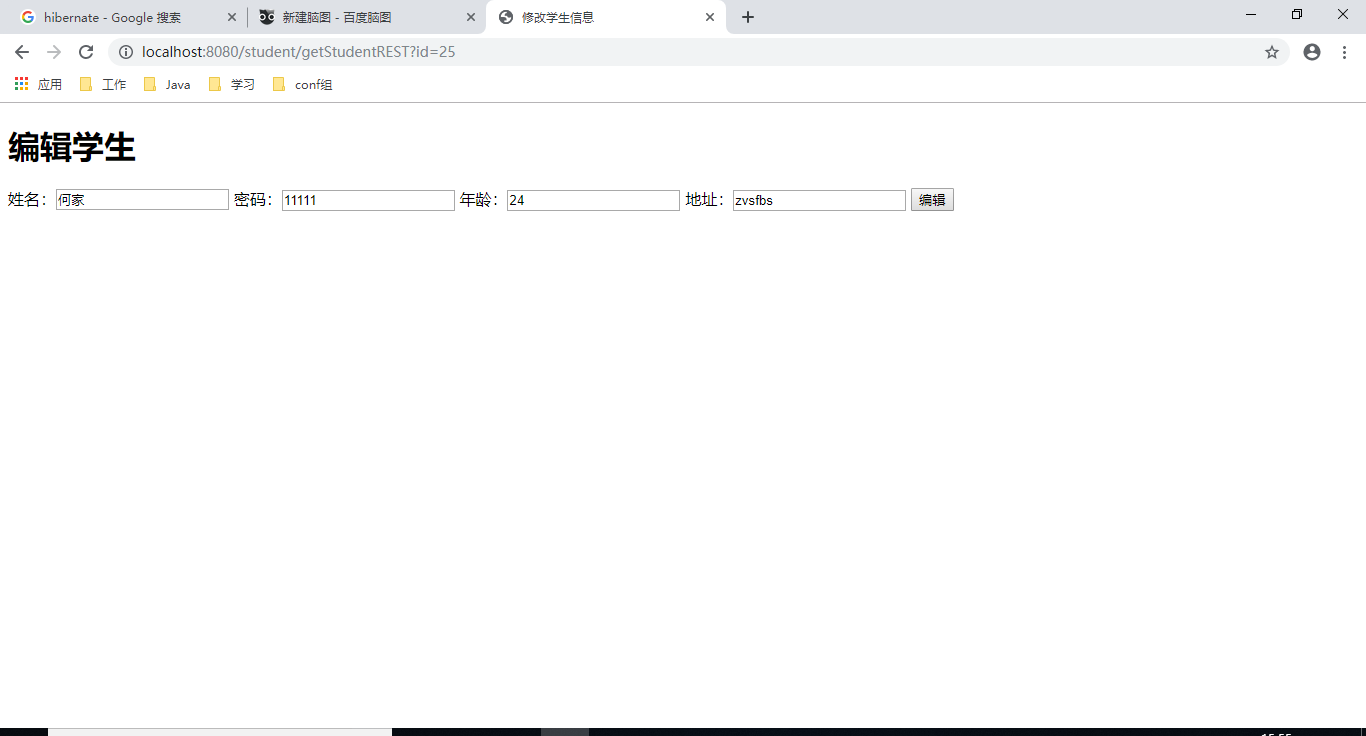 hibernate - Google 搜索
新建脑图 - 百度脑图
修改学生信息
localhost:8080/student/getStudentREST?id=25
应用 工作 Java 学习 conf组
编辑学生
姓名：何家 密码：11111 年龄：24 地址：zvsfbs 编辑